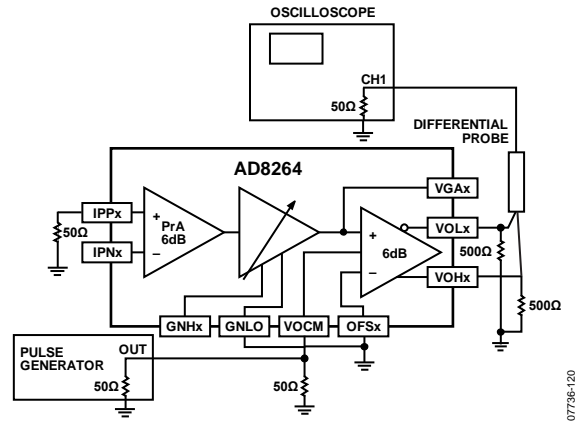 OSCILLOSCOPE
CH1
50Ω
DIFFERENTIAL
PROBE
AD8264
IPPx
IPNx
50Ω
+
−
PrA
6dB
+
−
6dB
VGAx
VOLx
VOHx
500Ω
500Ω
GNHx
GNLO
VOCM
OFSx
PULSE
GENERATOR
OUT
50Ω
50Ω
07736-120